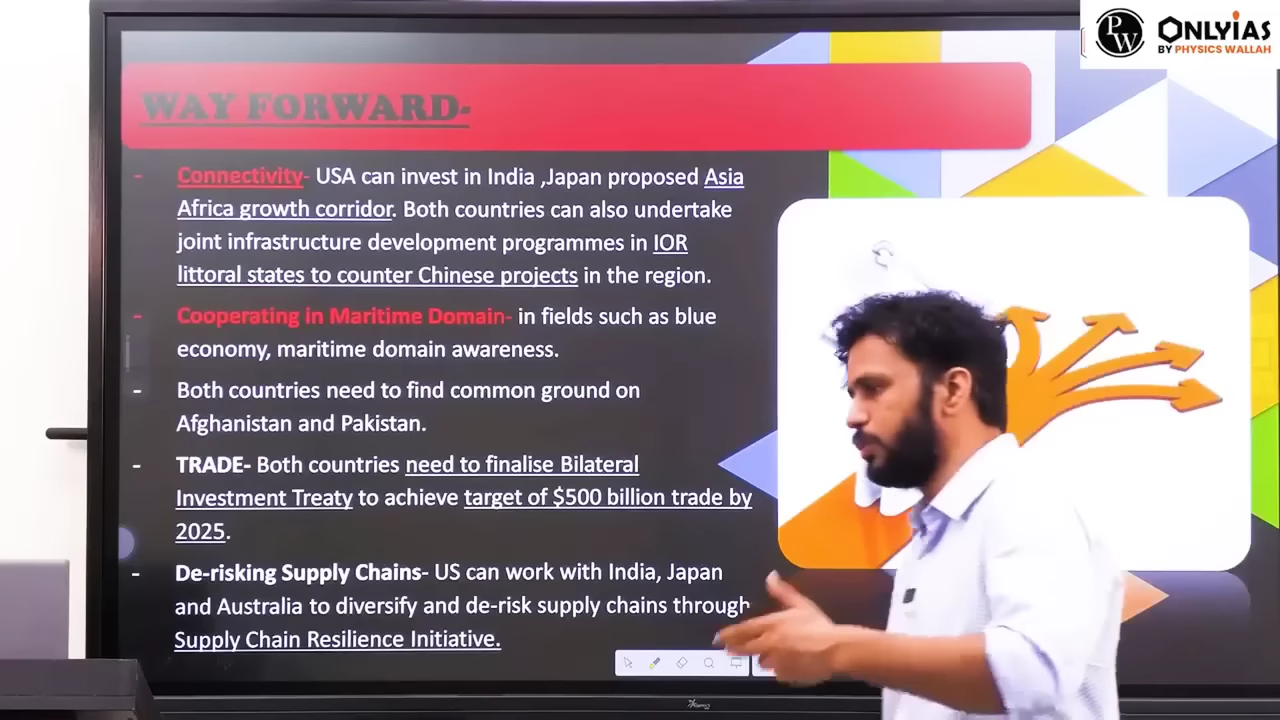 PW ONLYIAS
BY PHYSICS WALLAH
WAY FORWARD-
- Connectivity- USA can invest in India ,Japan proposed Asia
Africa growth corridor. Both countries can also undertake
joint infrastructure development programmes in IOR
littoral states to counter Chinese projects in the region.
- Cooperating in Maritime Domain- in fields such as blue
economy, maritime domain awareness.
- Both countries need to find common ground on
Afghanistan and Pakistan.
- TRADE- Both countries need to finalise Bilateral
Investment Treaty to achieve target of $500 billion trade by
2025.
- De-risking Supply Chains- US can work with India, Japan
and Australia to diversify and de-risk supply chains through
Supply Chain Resilience Initiative.